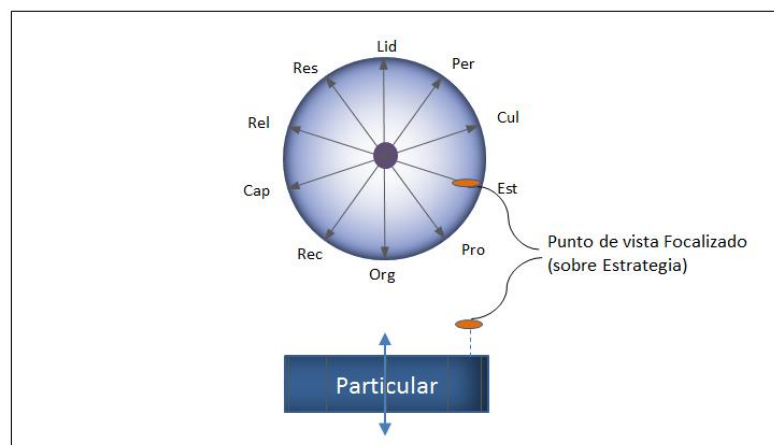 Lid
Res
Per
Rel
Cul
Cap
Est
Rec
Pro
Org
Punto de vista Focalizado
(sobre Estrategia)
Particular